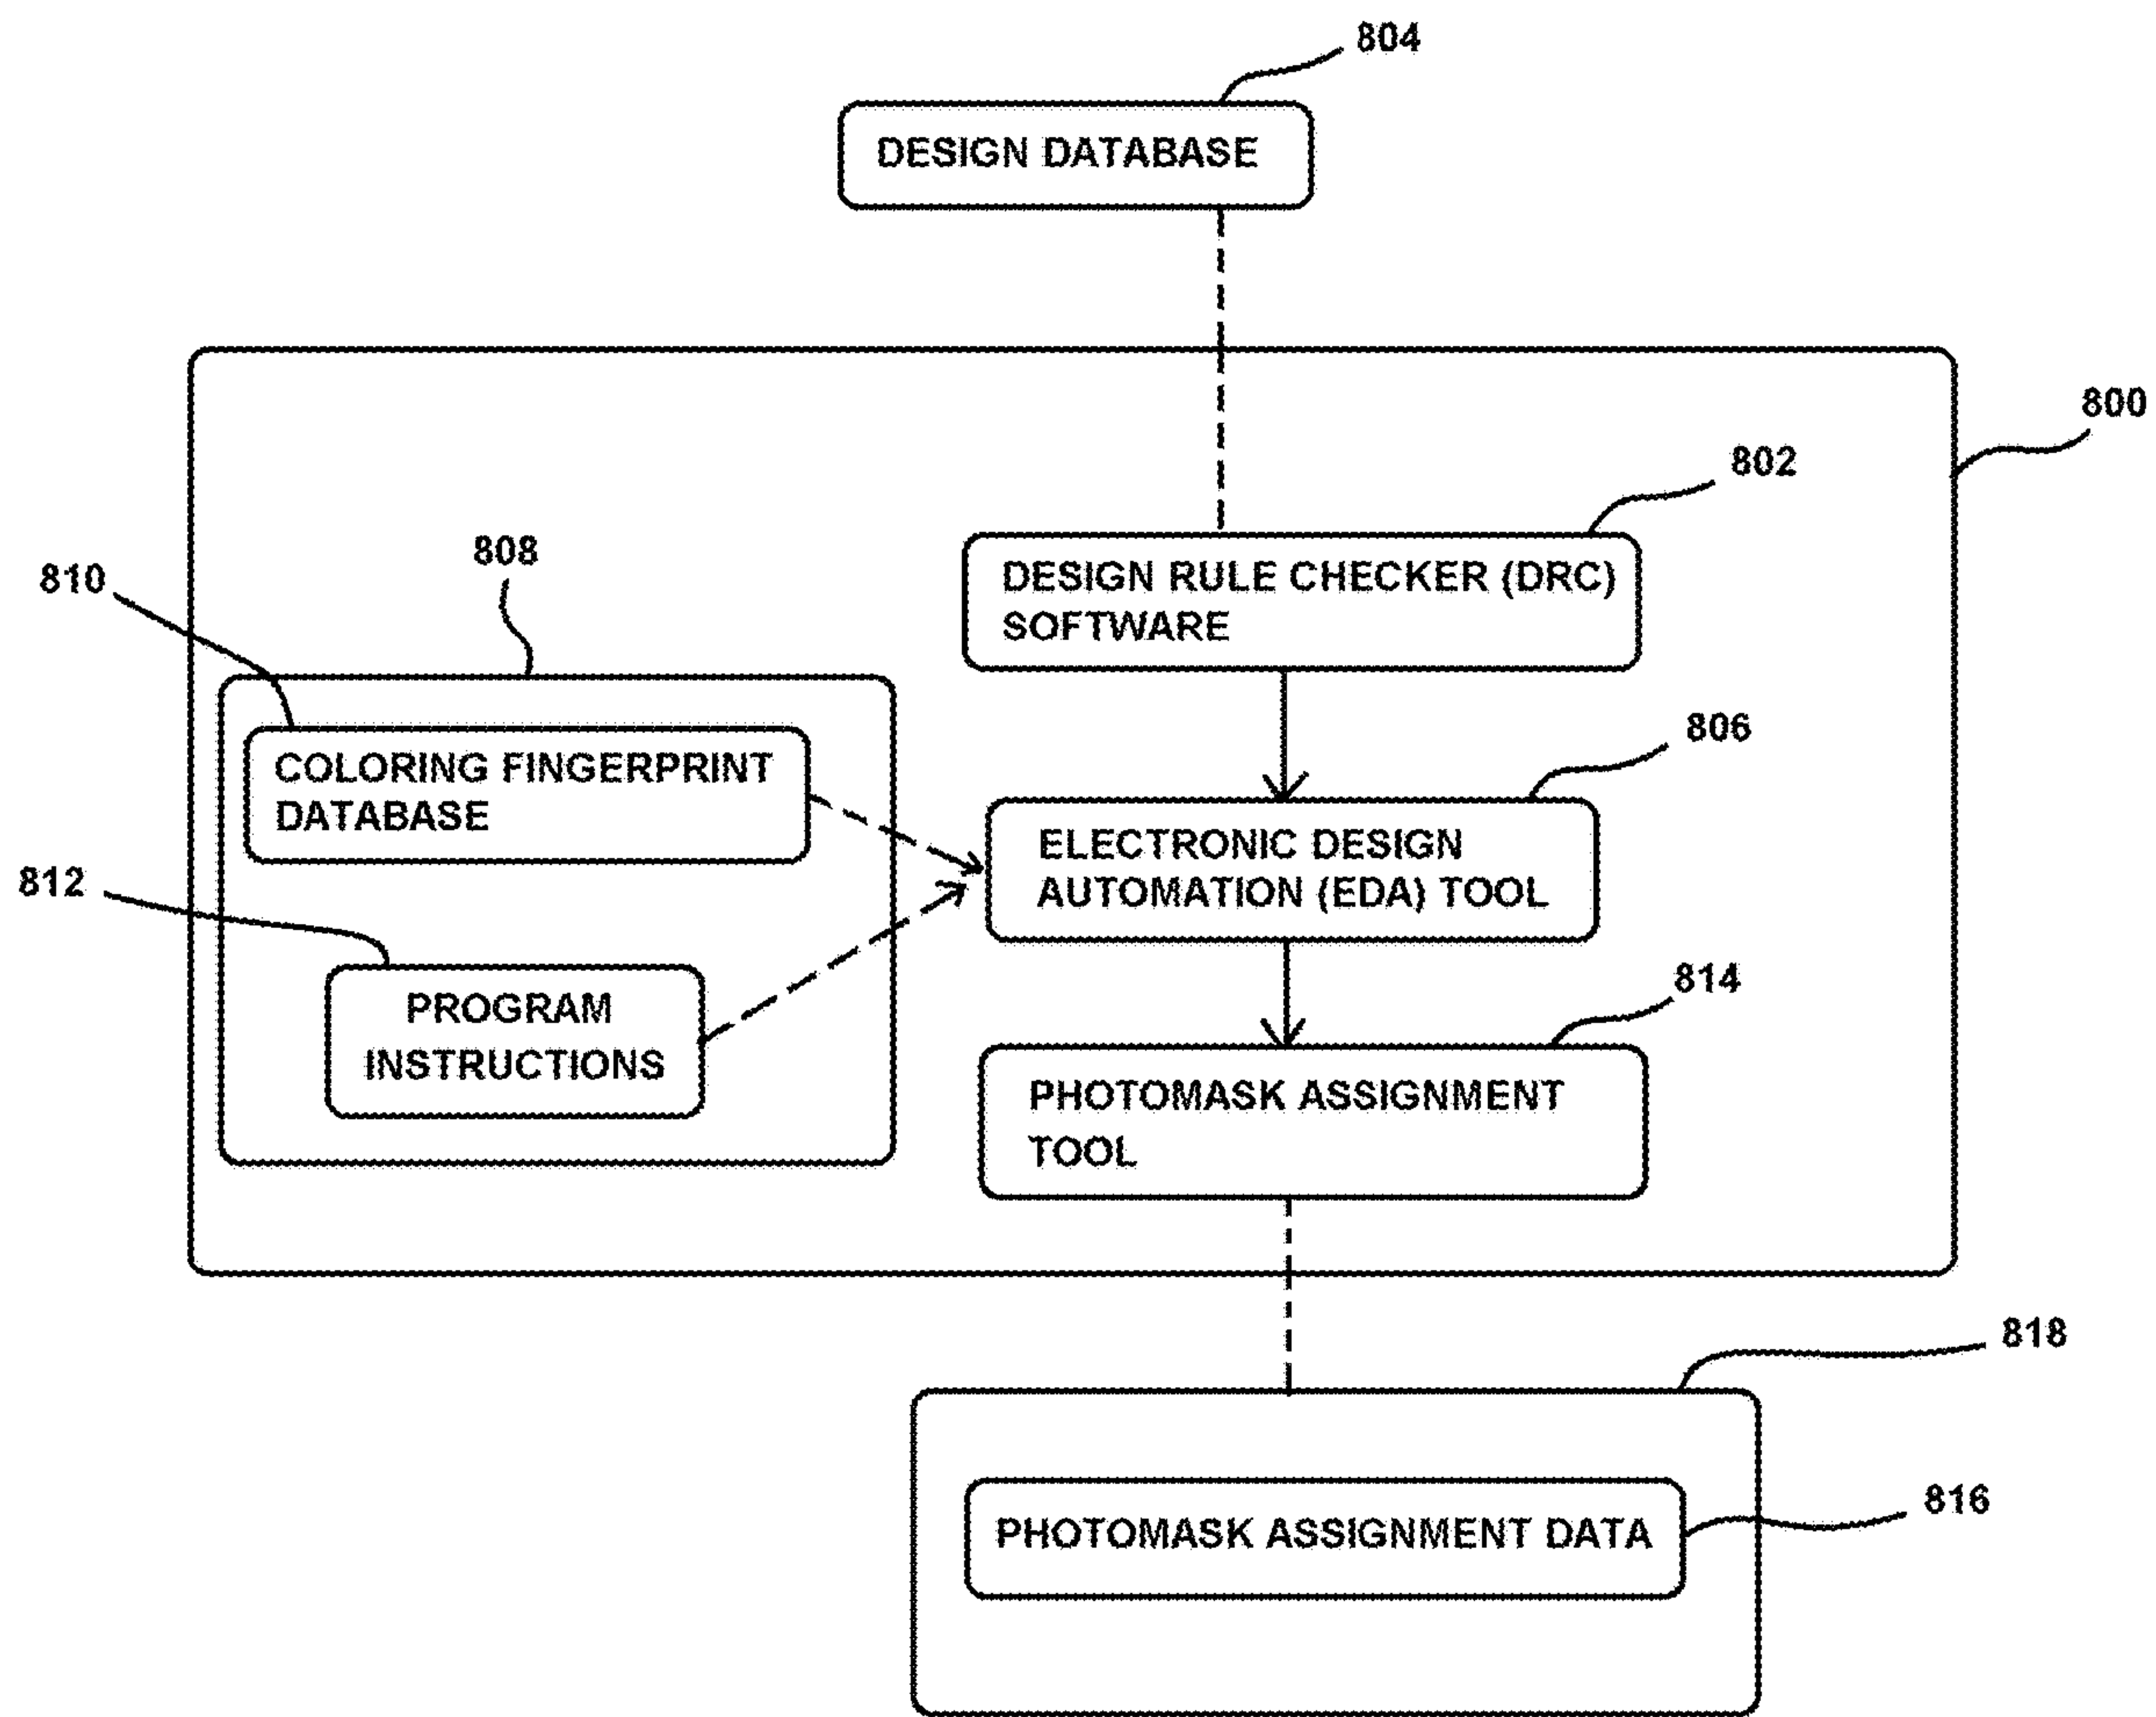 804
DESIGN DATABASE
800
802
DESIGN RULE CHECKER (DRC)
SOFTWARE
808
810
COLORING FINGERPRINT
DATABASE
806
ELECTRONIC DESIGN
AUTOMATION (EDA) TOOL
812
PROGRAM
INSTRUCTIONS
814
PHOTOMASK ASSIGNMENT
TOOL
818
816
PHOTOMASK ASSIGNMENT DATA